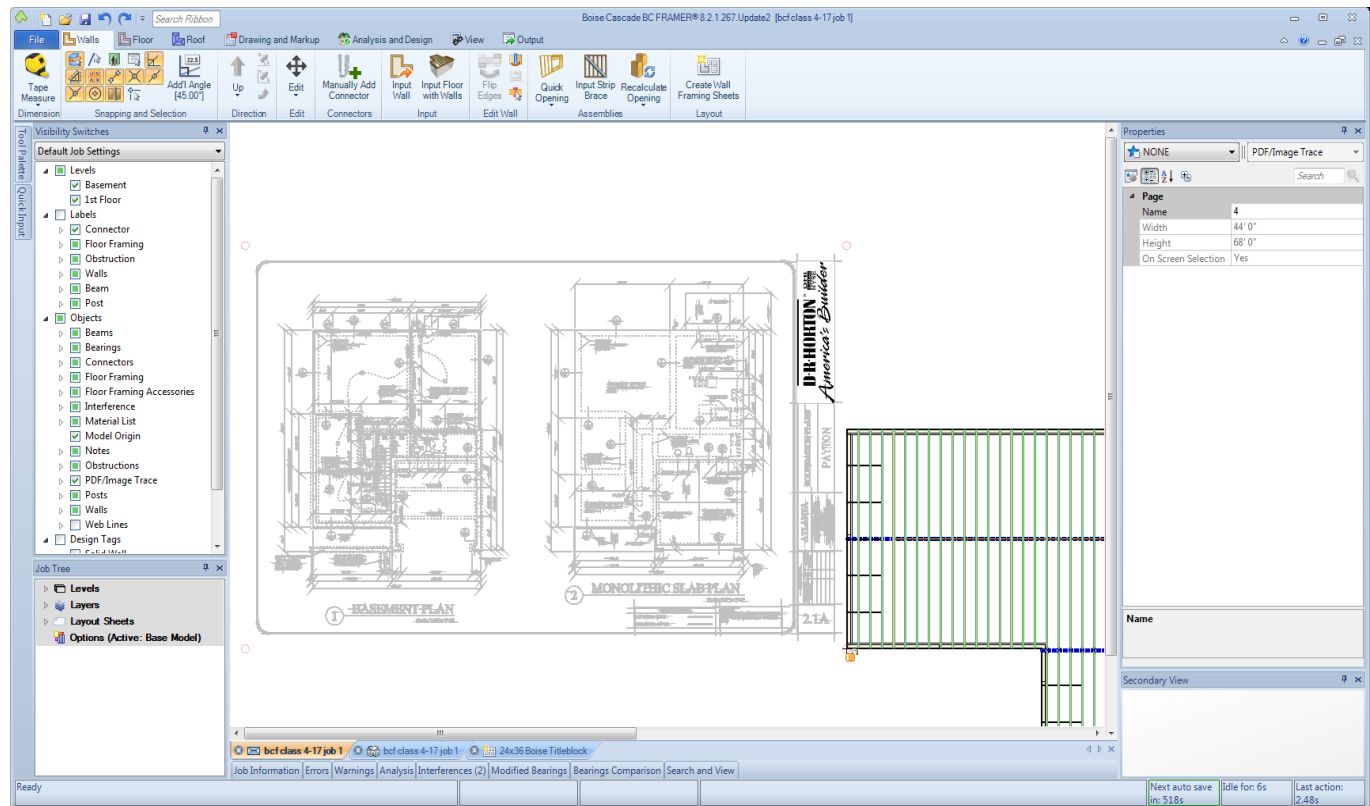 Boise Cascade BC FRAMER® 8.2.1.267.Update2 [bcf class 4-17 job 1]
Search Ribbon
File Walls Floor Roof Drawing and Markup Analysis and Design View Output
Tape Measure
22.5
Add'l Angle [45.00°]
Up
Edit
Manually Add Connector
Input Wall
Input Floor with Walls
Flip Edges
Quick Opening
Input Strip Brace
Recalculate Opening
Create Wall Framing Sheets
Dimension Snapping and Selection Direction Edit Connectors Input Edit Wall Assemblies Layout
Tool Palette
QuickInput
Visibility Switches
Default Job Settings
Levels
Basement
1st Floor
Labels
Connector
Floor Framing
Obstruction
Walls
Beam
Post
Objects
Beams
Bearings
Connectors
Floor Framing
Floor Framing Accessories
Interference
Material List
Model Origin
Notes
Obstructions
PDF/Image Trace
Posts
Walls
Web Lines
Design Tags
Solid Wall
Job Tree
Levels
Layers
Layout Sheets
Options (Active: Base Model)
D·R·HORTON
America's Builder
PAYTON
ATLANTA
2.1A
1 BASEMENT PLAN
2 MONOLITHIC SLAB PLAN
bcf class 4-17 job 1
bcf class 4-17 job 1
24x36 Boise Titleblock
Job Information Errors Warnings Analysis Interferences (2) Modified Bearings Bearings Comparison Search and View
Properties
NONE PDF/Image Trace
Search
Page
Name 4
Width 44' 0"
Height 68' 0"
On Screen Selection Yes
Name
Secondary View
Ready
Next auto save in: 518s
Idle for: 6s
Last action: 2.48s